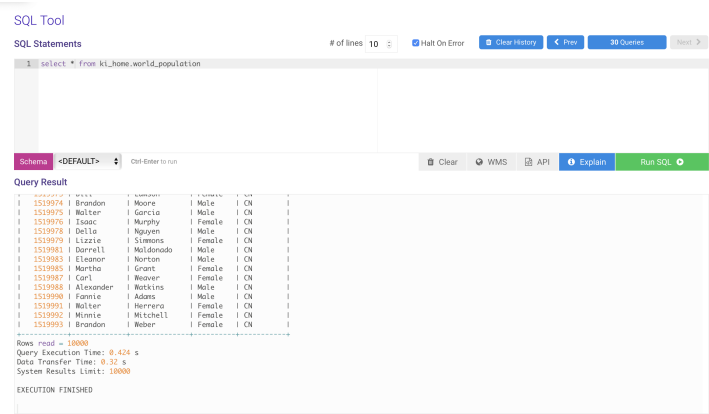 SQL Tool
SQL Statements
# of lines 10
Halt On Error
Clear History
Prev
30 Queries
Next
1 select * from ki_home.world_population
Schema <DEFAULT> Ctrl-Enter to run
Clear
WMS
API
Explain
Run SQL
Query Result
| 1519974 | Brandon | Moore | Male | CN |
| 1519975 | Walter | Garcia | Male | CN |
| 1519976 | Isaac | Murphy | Female | CN |
| 1519978 | Della | Nguyen | Male | CN |
| 1519979 | Lizzie | Simmons | Female | CN |
| 1519981 | Darrell | Maldonado | Male | CN |
| 1519983 | Eleanor | Norton | Male | CN |
| 1519985 | Martha | Grant | Female | CN |
| 1519987 | Carl | Weaver | Female | CN |
| 1519988 | Alexander | Watkins | Male | CN |
| 1519990 | Fannie | Adams | Male | CN |
| 1519991 | Walter | Herrera | Female | CN |
| 1519992 | Minnie | Mitchell | Female | CN |
| 1519993 | Brandon | Weber | Female | CN |
Rows read = 10000
Query Execution Time: 0.424 s
Data Transfer Time: 0.32 s
System Results Limit: 10000
EXECUTION FINISHED